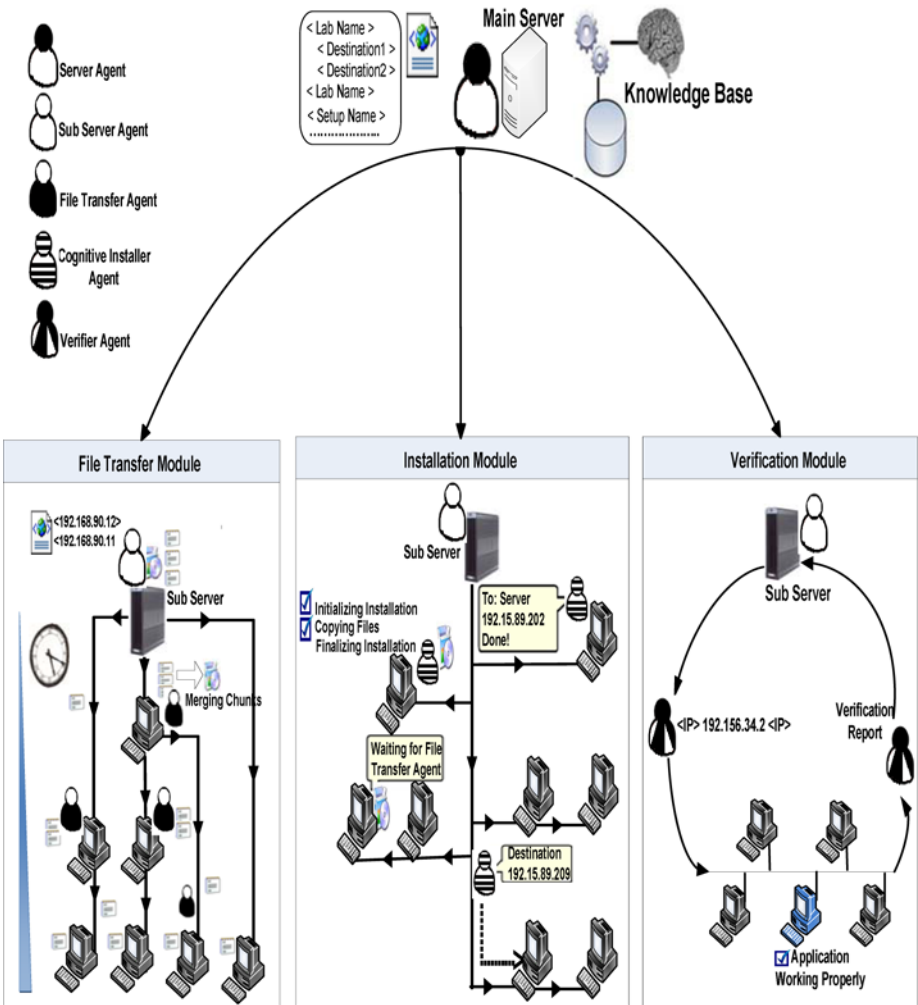 Main Server
< Lab Name >
< Destination1 >
< Destination2 >
< Lab Name >
< Setup Name >
....................
Knowledge Base
Server Agent
Sub Server Agent
File Transfer Agent
Cognitive Installer
Agent
Verifier Agent
File Transfer Module
<192.168.90.12>
<192.168.90.11
Sub Server
Merging Chunks
Installation Module
Sub Server
Initializing Installation
Copying Files
Finalizing Installation
To: Server
192.15.89.202
Done!
Waiting for File
Transfer Agent
Destination
192.15.89.209
Verification Module
Sub Server
<IP> 192.156.34.2 <IP>
Verification
Report
Application
Working Properly